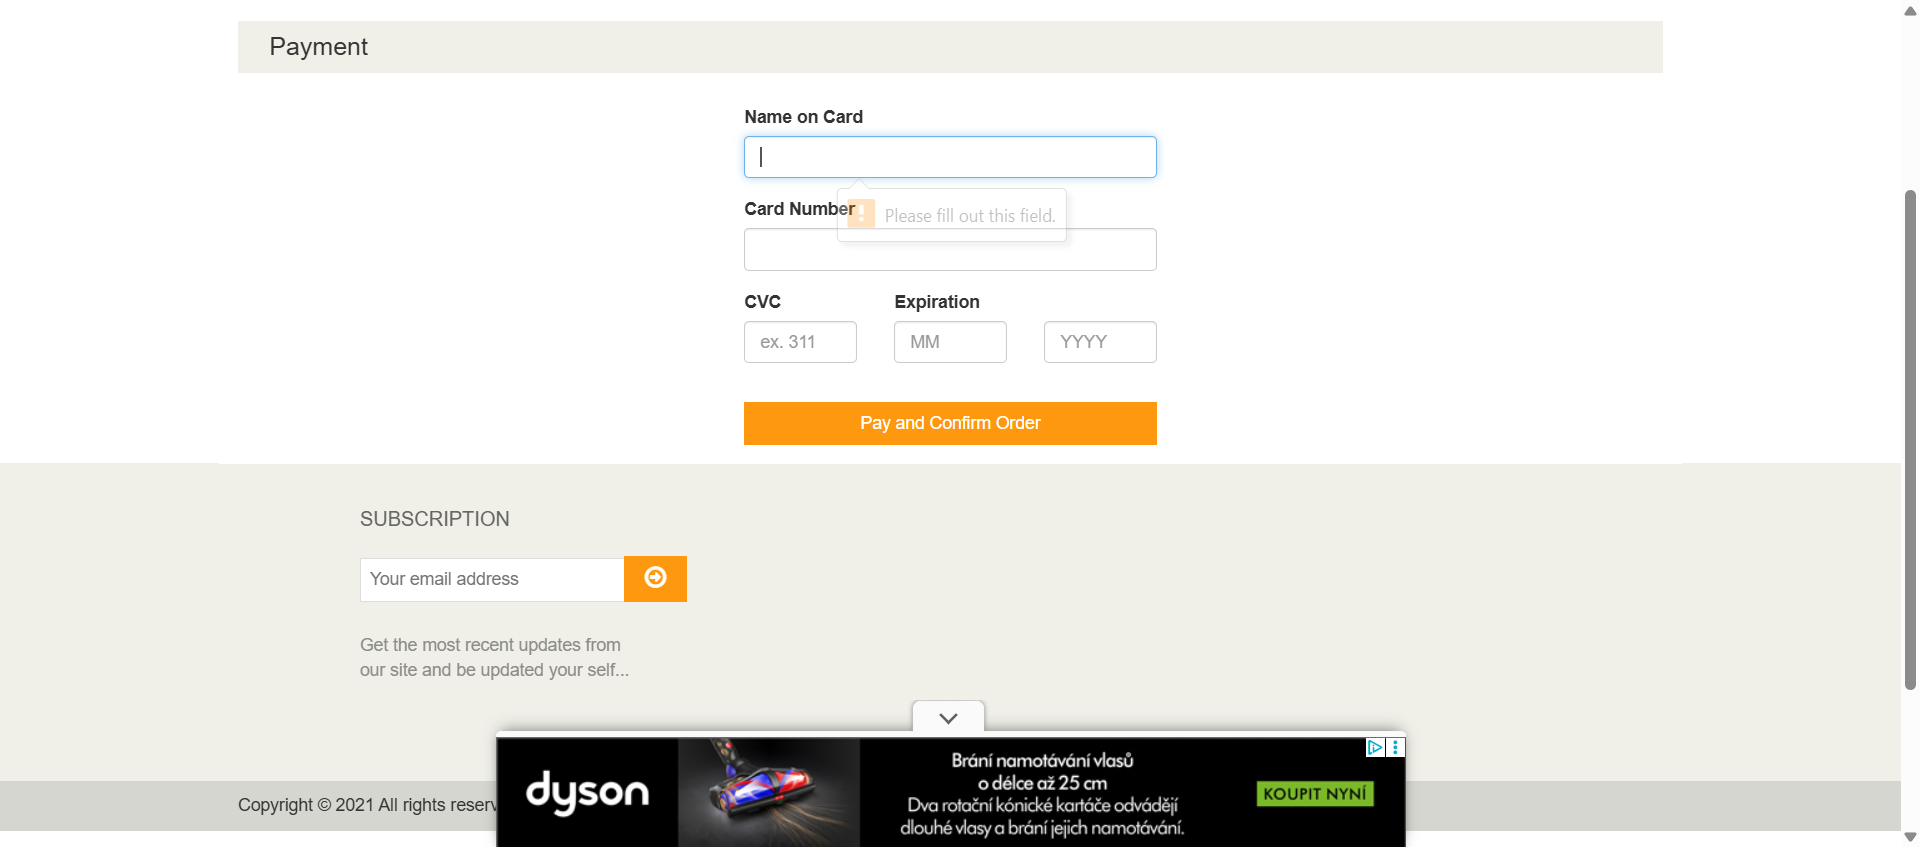 Payment
Name on Card
Card Number
! Please fill out this field.
CVC
Expiration
ex. 311
MM
YYYY
Pay and Confirm Order
SUBSCRIPTION
Your email address
Get the most recent updates from
our site and be updated your self...
Copyright © 2021 All rights
dyson
Brání namotávání vlasů
o délce až 25 cm
Dva rotační kónické kartáče odvádějí
dlouhé vlasy a brání jejich namotávání.
KOUPIT NYNÍ